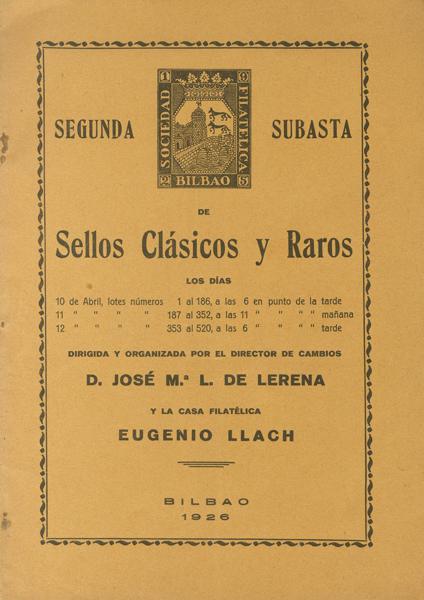 SEGUNDA SUBASTA
1 9
SOCIEDAD FILATELICA
BILBAO
2 5
DE
Sellos Clásicos y Raros
LOS DÍAS
10 de Abril, lotes números 1 al 186, a las 6 en punto de la tarde
11 " " " " 187 al 352, a las 11 " " " " mañana
12 " " " " 353 al 520, a las 6 " " " " tarde
DIRIGIDA Y ORGANIZADA POR EL DIRECTOR DE CAMBIOS
D. JOSÉ M.ª L. DE LERENA
Y LA CASA FILATÉLICA
EUGENIO LLACH
BILBAO
1926